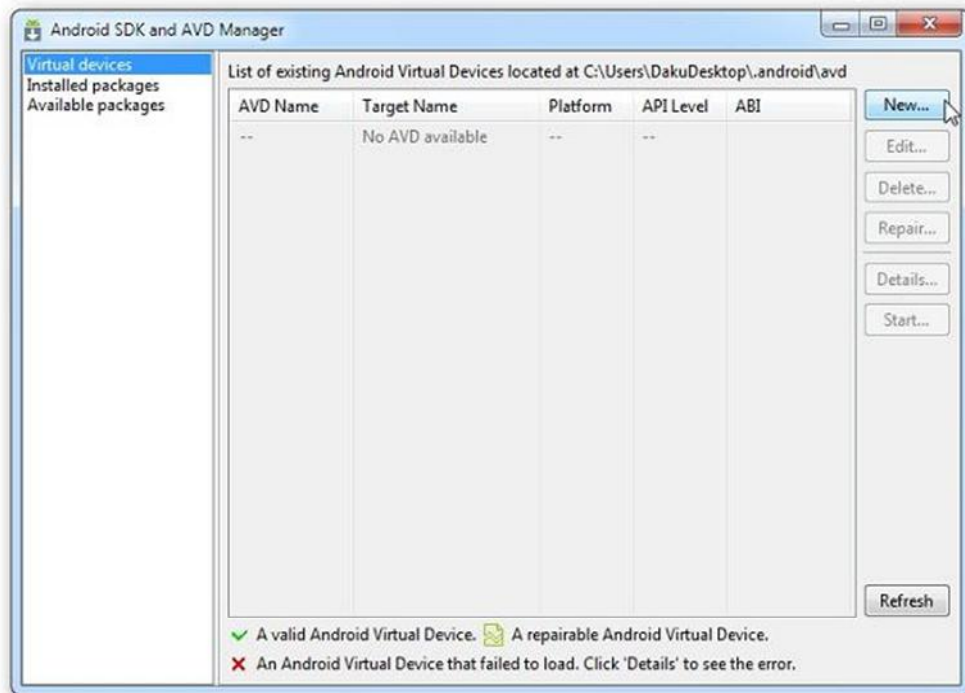 Android SDK and AVD Manager
Virtual devices
Installed packages
Available packages
List of existing Android Virtual Devices located at C:\Users\DakuDesktop\.android\avd
AVD Name Target Name Platform API Level ABI
-- No AVD available -- --
New...
Edit...
Delete...
Repair...
Details...
Start...
Refresh
A valid Android Virtual Device. A repairable Android Virtual Device.
An Android Virtual Device that failed to load. Click 'Details' to see the error.